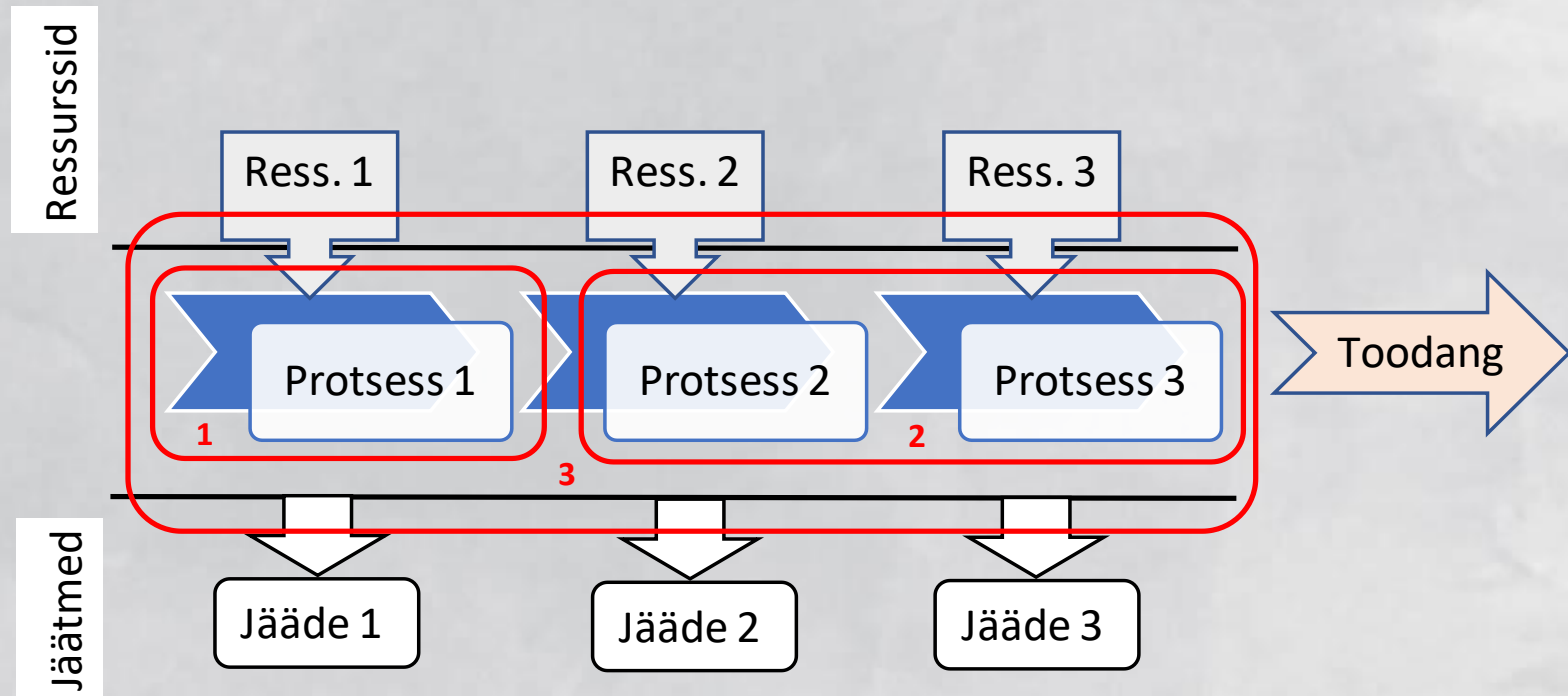 Ressurssid
Ress. 1
Ress. 2
Ress. 3
Protsess 1
Protsess 2
Protsess 3
Toodang
1
2
3
Jäätmed
Jääde 1
Jääde 2
Jääde 3